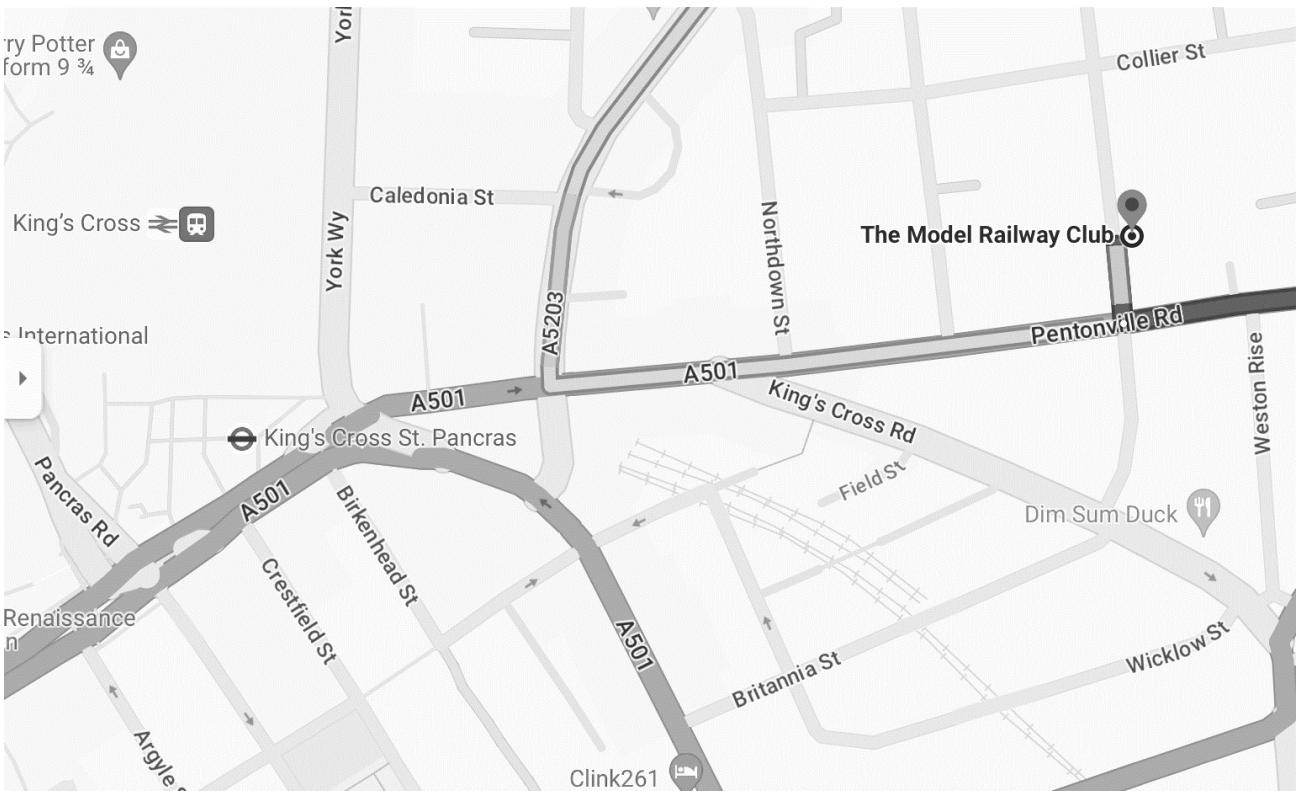 York
rry Potter
form 9 ¾
Collier St
Caledonia St
King's Cross
York Wy
Northdown St
The Model Railway Club
A5203
s International
Pentonville Rd
A501
A501
King's Cross Rd
Weston Rise
King's Cross St. Pancras
A501
Pancras Rd
Birkenhead St
Field St
Dim Sum Duck
Crestfield St
Renaissance
n
A501
Britannia St
Wicklow St
Argyle S
Clink261